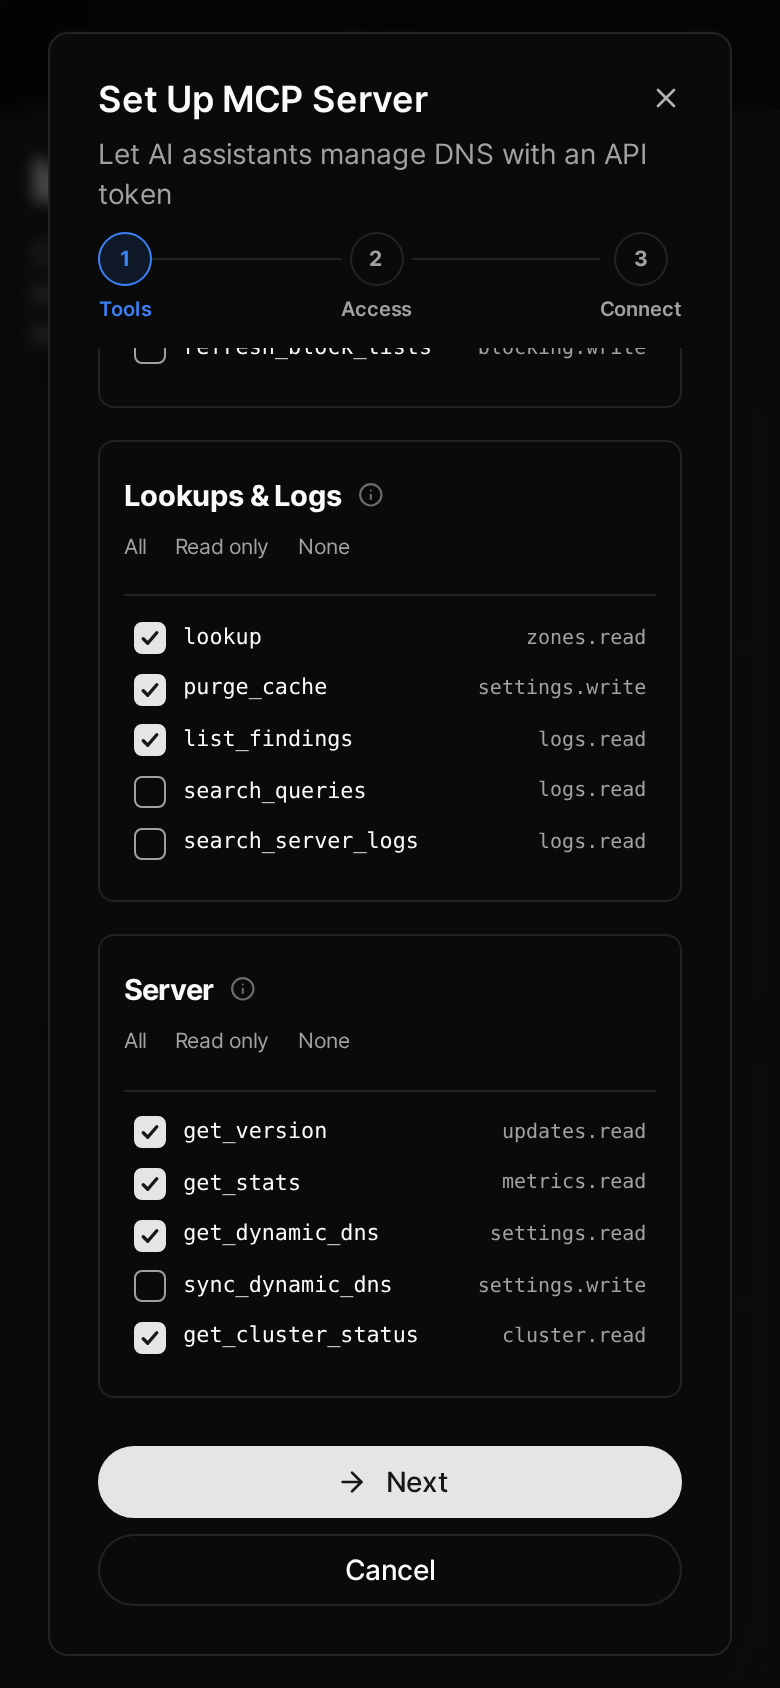 Set Up MCP Server
Let AI assistants manage DNS with an API
token
1 2 3
Tools Access Connect
refresh_block_lists blocking.write
Lookups & Logs
All Read only None
lookup zones.read
purge_cache settings.write
list_findings logs.read
search_queries logs.read
search_server_logs logs.read
Server
All Read only None
get_version updates.read
get_stats metrics.read
get_dynamic_dns settings.read
sync_dynamic_dns settings.write
get_cluster_status cluster.read
Next
Cancel